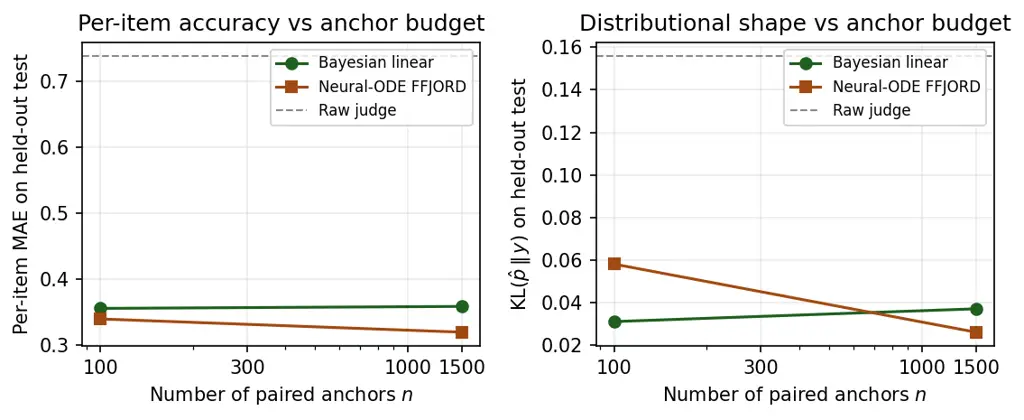 Per-item accuracy vs anchor budget
Per-item MAE on held-out test
0.7
0.6
0.5
0.4
0.3
Bayesian linear
Neural-ODE FFJORD
Raw judge
100
300
1000
1500
Number of paired anchors n
Distributional shape vs anchor budget
KL(p̂ ∥ y) on held-out test
0.16
0.14
0.12
0.10
0.08
0.06
0.04
0.02
Bayesian linear
Neural-ODE FFJORD
Raw judge
100
300
1000
1500
Number of paired anchors n